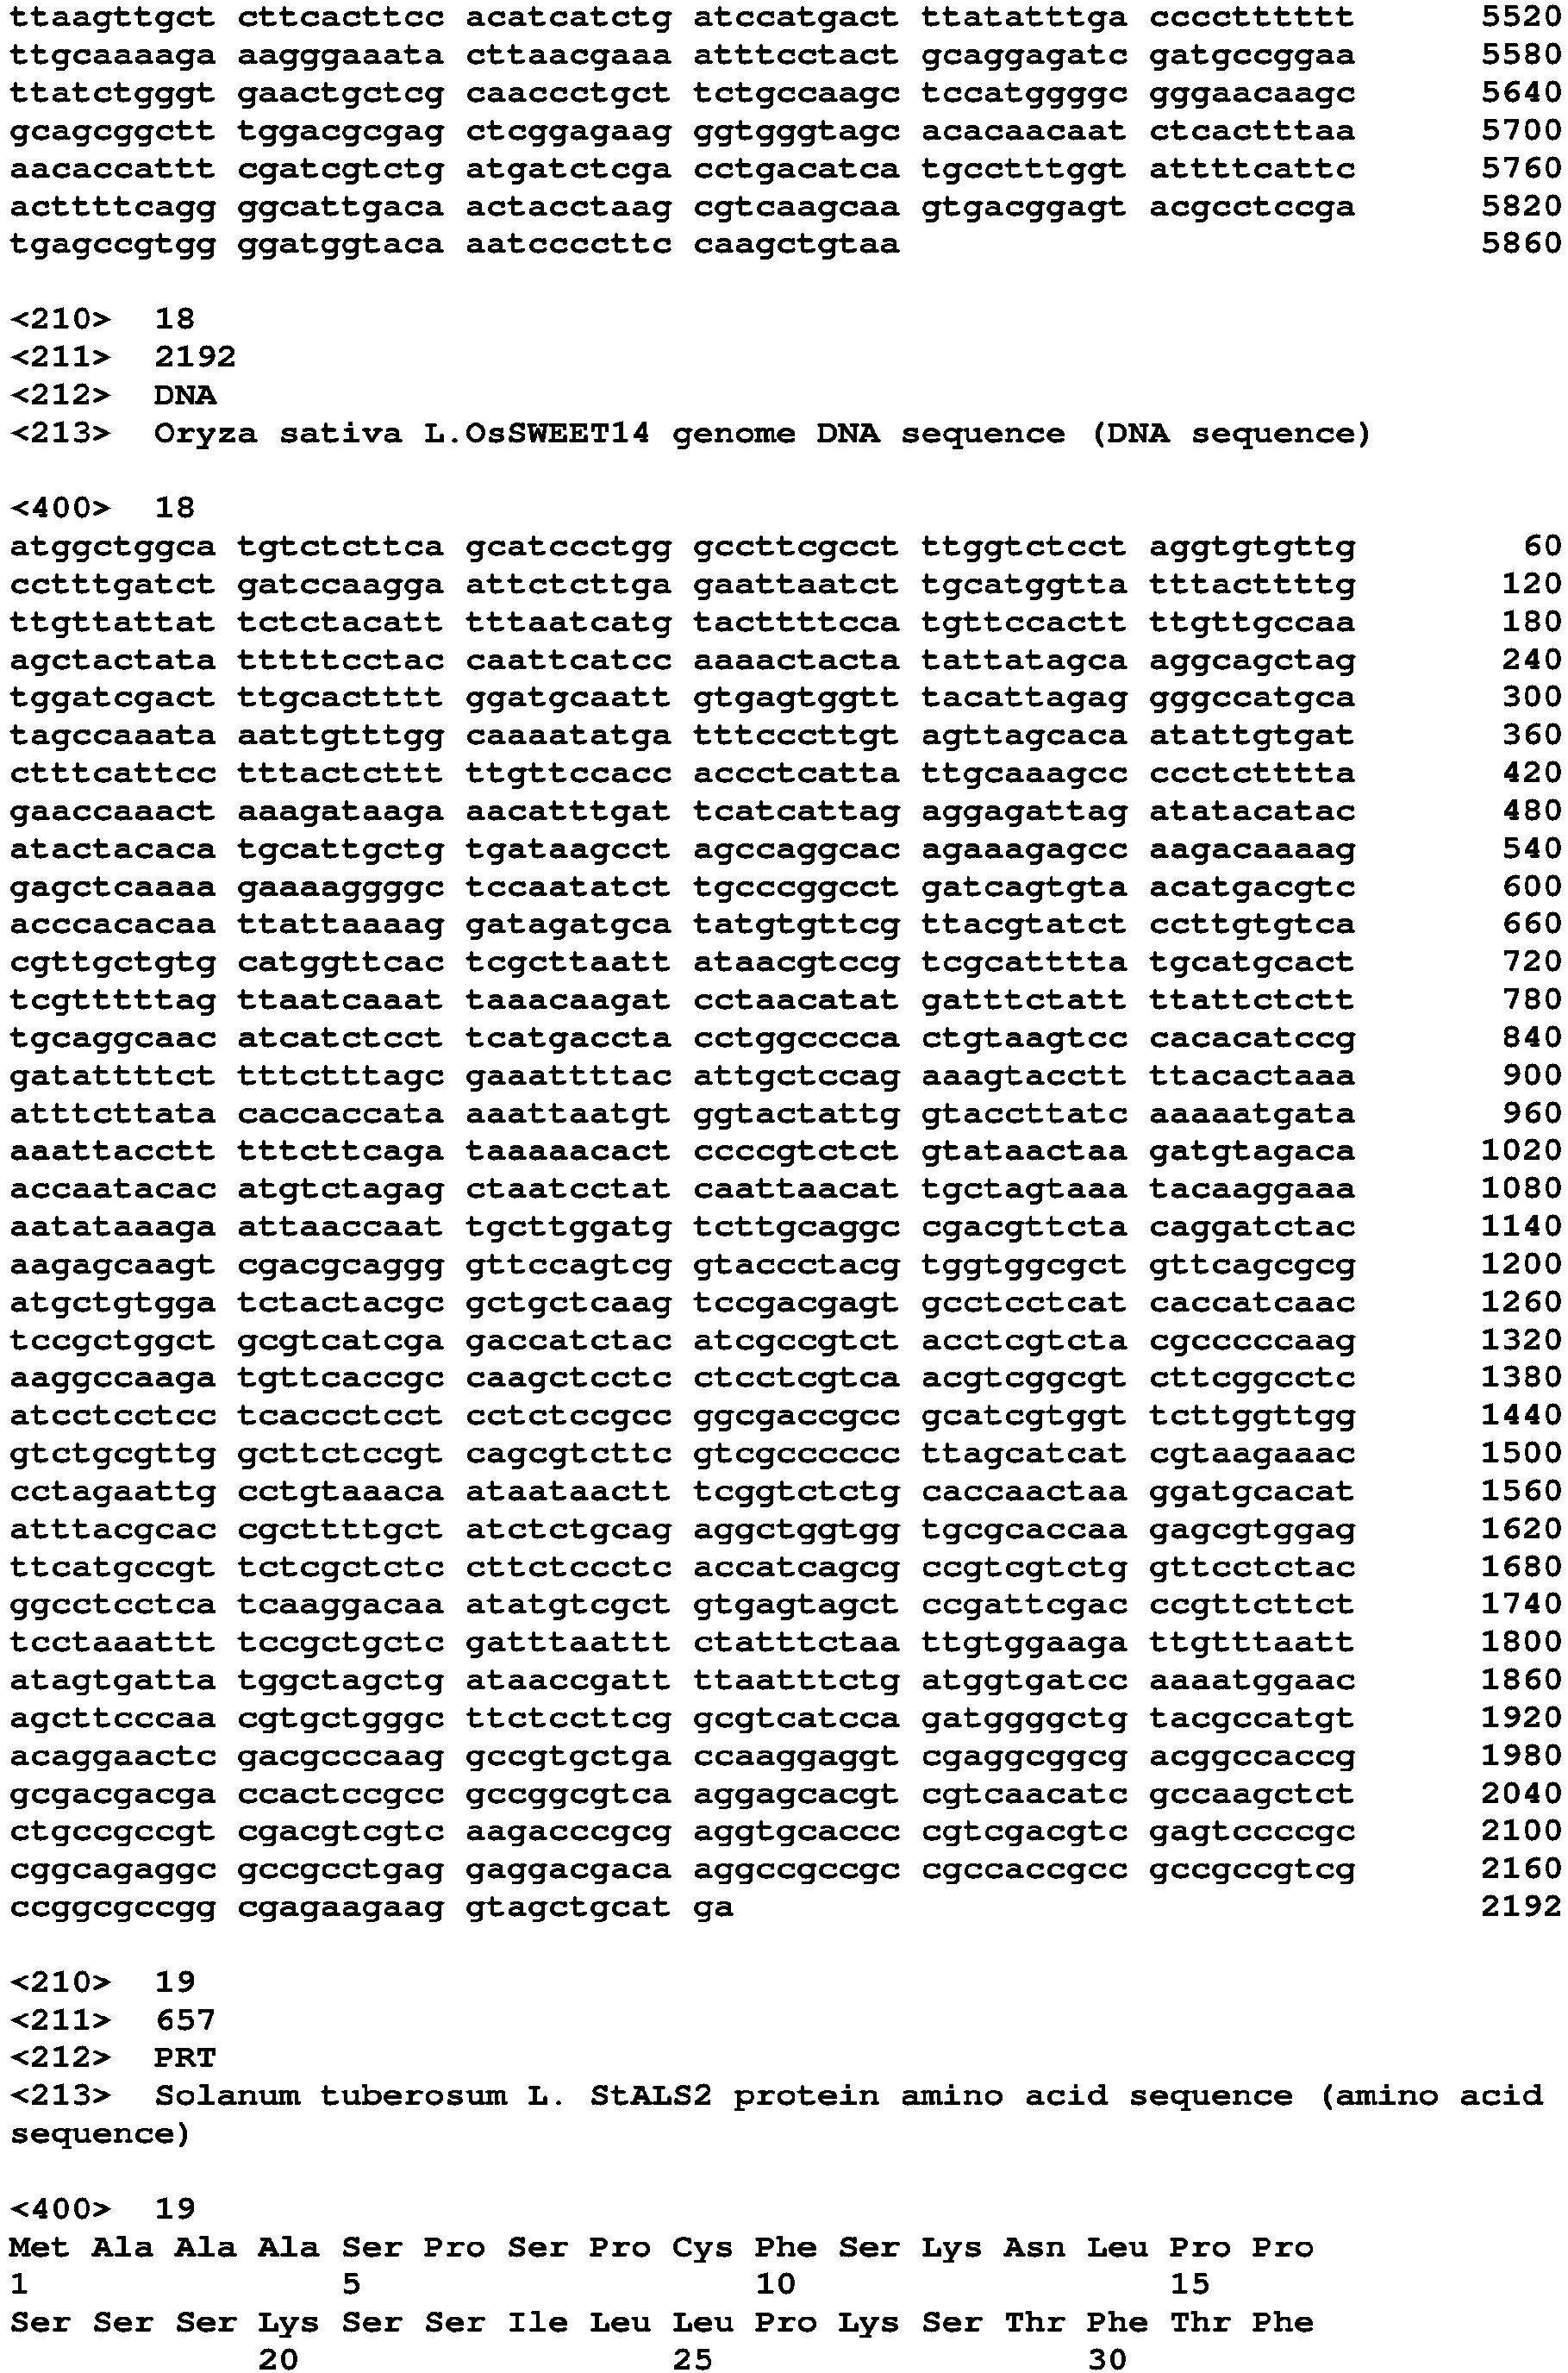 ttaagttgct cttcacttcc acatcatctg atccatgact ttatatttga ccccttttttt 5520
ttgcaaaaga aagggaaata cttaacgaaa atttcctact gcaggagatc gatgccggaa 5580
ttatctgggt gaactgctcg caaccctgct tctgccaagc tccatggggc gggaacaagc 5640
gcagcggctt tggacgcgag ctcggagaag ggtgggtagc acacaacaat ctcactttaa 5700
aacaccattt cgatcgtctg atgatctcga cctgacatca tgcctttggt attttcattc 5760
acttttcagg ggcattgaca actacctaag cgtcaagcaa gtgacggagt acgcctccga 5820
tgagccgtgg ggatggtaca aatccccttc caagctgtaa 5860
<210> 18
<211> 2192
<212> DNA
<213> Oryza sativa L.OsSWEET14 genome DNA sequence (DNA sequence)
<400> 18
atggctggca tgtctcttca gcatccctgg gccttcgcct ttggtctcct aggtgtgttg 60
cctttgatct gatccaagga attctcttga gaattaatct tgcatggtta tttacttttg 120
ttgttattat tctctacatt tttaatcatg tacttttcca tgttccactt ttgttgccaa 180
agctactata tttttcctac caattcatcc aaaactacta tattatagca aggcagctag 240
tggatcgact ttgcactttt ggatgcaatt gtgagtggtt tacattagag gggccatgca 300
tagccaaata aattgtttgg caaaatatga tttcccttgt agttagcaca atattgtgat 360
ctttcattcc tttactcttt ttgttccacc accctcatta ttgcaaagcc ccctctttta 420
gaaccaaact aaagataaga aacatttgat tcatcattag aggagattag atatacatac 480
atactacaca tgcattgctg tgataagcct agccaggcac agaaagagcc aagacaaaag 540
gagctcaaaa gaaaaggggc tccaatatct tgcccggcct gatcagtgta acatgacgtc 600
acccacacaa ttattaaaag gatagatgca tatgtgttcg ttacgtatct ccttgtgtca 660
cgttgctgtg catggttcac tcgcttaatt ataacgtccg tcgcatttta tgcatgcact 720
tcgtttttag ttaatcaaat taaacaagat cctaacatat gatttctatt ttattctctt 780
tgcaggcaac atcatctcct tcatgaccta cctggcccca ctgtaagtcc cacacatccg 840
gatattttct tttctttagc gaaattttac attgctccag aaagtacctt ttacactaaa 900
atttcttata caccaccata aaattaatgt ggtactattg gtaccttatc aaaaatgata 960
aaattacctt tttcttcaga taaaaacact ccccgtctct gtataactaa gatgtagaca 1020
accaatacac atgtctagag ctaatcctat caattaacat tgctagtaaa tacaaggaaa 1080
aatataaaga attaaccaat tgcttggatg tcttgcaggc cgacgttcta caggatctac 1140
aagagcaagt cgacgcaggg gttccagtcg gtaccctacg tggtggcgct gttcagcgcg 1200
atgctgtgga tctactacgc gctgctcaag tccgacgagt gcctcctcat caccatcaac 1260
tccgctggct gcgtcatcga gaccatctac atcgccgtct acctcgtcta cgcccccaag 1320
aaggccaaga tgttcaccgc caagctcctc ctcctcgtca acgtcggcgt cttcggcctc 1380
atcctcctcc tcaccctcct cctctccgcc ggcgaccgcc gcatcgtggt tcttggttgg 1440
gtctgcgttg gcttctccgt cagcgtcttc gtcgccccccc ttagcatcat cgtaagaaac 1500
cctagaattg cctgtaaaca ataataactt tcggtctctg caccaactaa ggatgcacat 1560
atttacgcac cgcttttgct atctctgcag aggctggtgg tgcgcaccaa gagcgtggag 1620
ttcatgccgt tctcgctctc cttctccctc accatcagcg ccgtcgtctg gttcctctac 1680
ggcctcctca tcaaggacaa atatgtcgct gtgagtagct ccgattcgac ccgttcttct 1740
tcctaaattt tccgctgctc gatttaattt ctatttctaa ttgtggaaga ttgtttaatt 1800
atagtgatta tggctagctg ataaccgatt ttaatttctg atggtgatcc aaaatggaac 1860
agcttcccaa cgtgctgggc ttctccttcg gcgtcatcca gatggggctg tacgccatgt 1920
acaggaactc gacgcccaag gccgtgctga ccaaggaggt cgaggcggcg acggccaccg 1980
gcgacgacga ccactccgcc gccggcgtca aggagcacgt cgtcaacatc gccaagctct 2040
ctgccgccgt cgacgtcgtc aagacccgcg aggtgcaccc cgtcgacgtc gagtccccgc 2100
cggcagaggc gccgcctgag gaggacgaca aggccgccgc cgccaccgcc gccgccgtcg 2160
ccggcgccgg cgagaagaag gtagctgcat ga 2192
<210> 19
<211> 657
<212> PRT
<213> Solanum tuberosum L. StALS2 protein amino acid sequence (amino acid
sequence)
<400> 19
Met Ala Ala Ala Ser Pro Ser Pro Cys Phe Ser Lys Asn Leu Pro Pro
1 5 10 15
Ser Ser Ser Lys Ser Ser Ile Leu Leu Pro Lys Ser Thr Phe Thr Phe
20 25 30